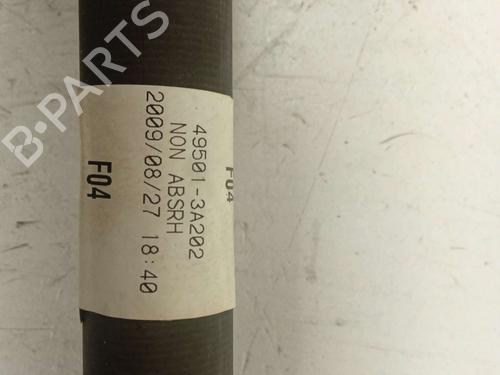 B-PARTS
49501-3A202
NON ABSRH
2009/08/27 18:40
F04
F04